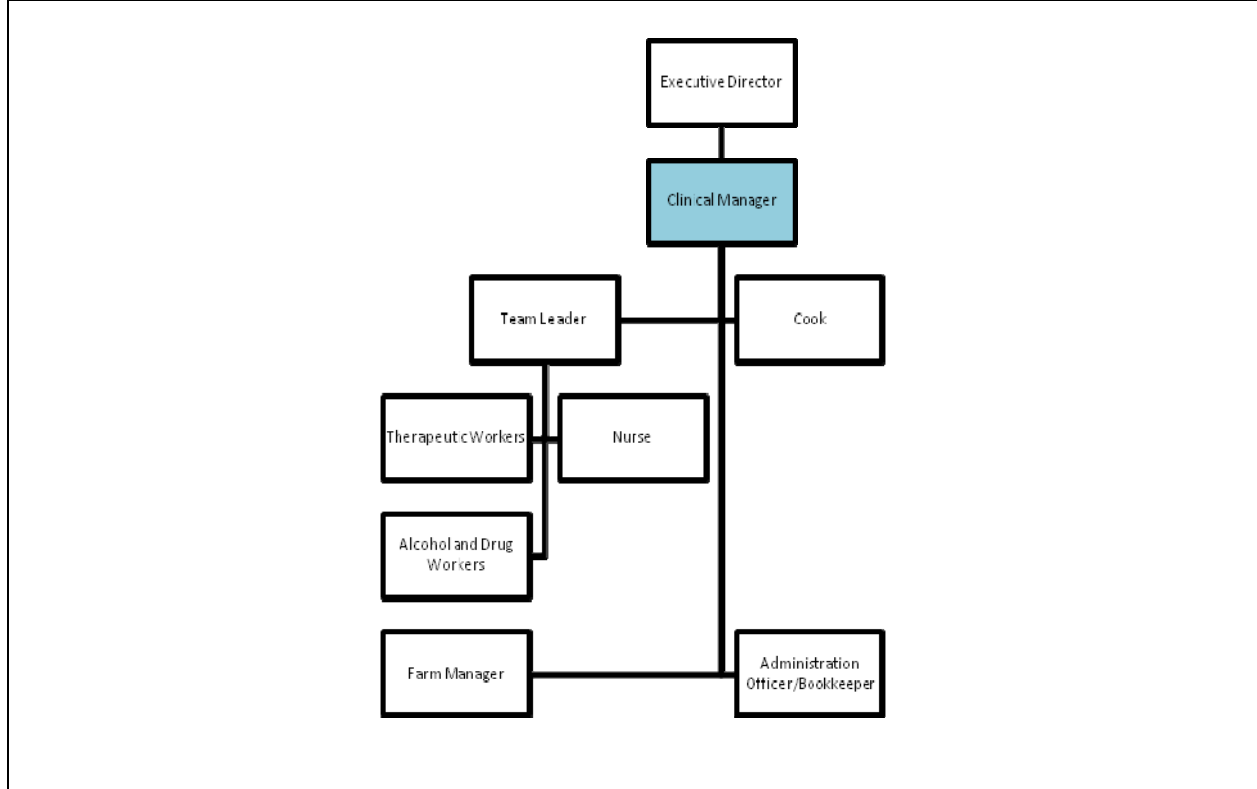 Executive Director
Clinical Manager
Team Leader
Cook
Therapeutic Workers
Nurse
Alcohol and Drug
Workers
Farm Manager
Administration
Officer/Bookkeeper